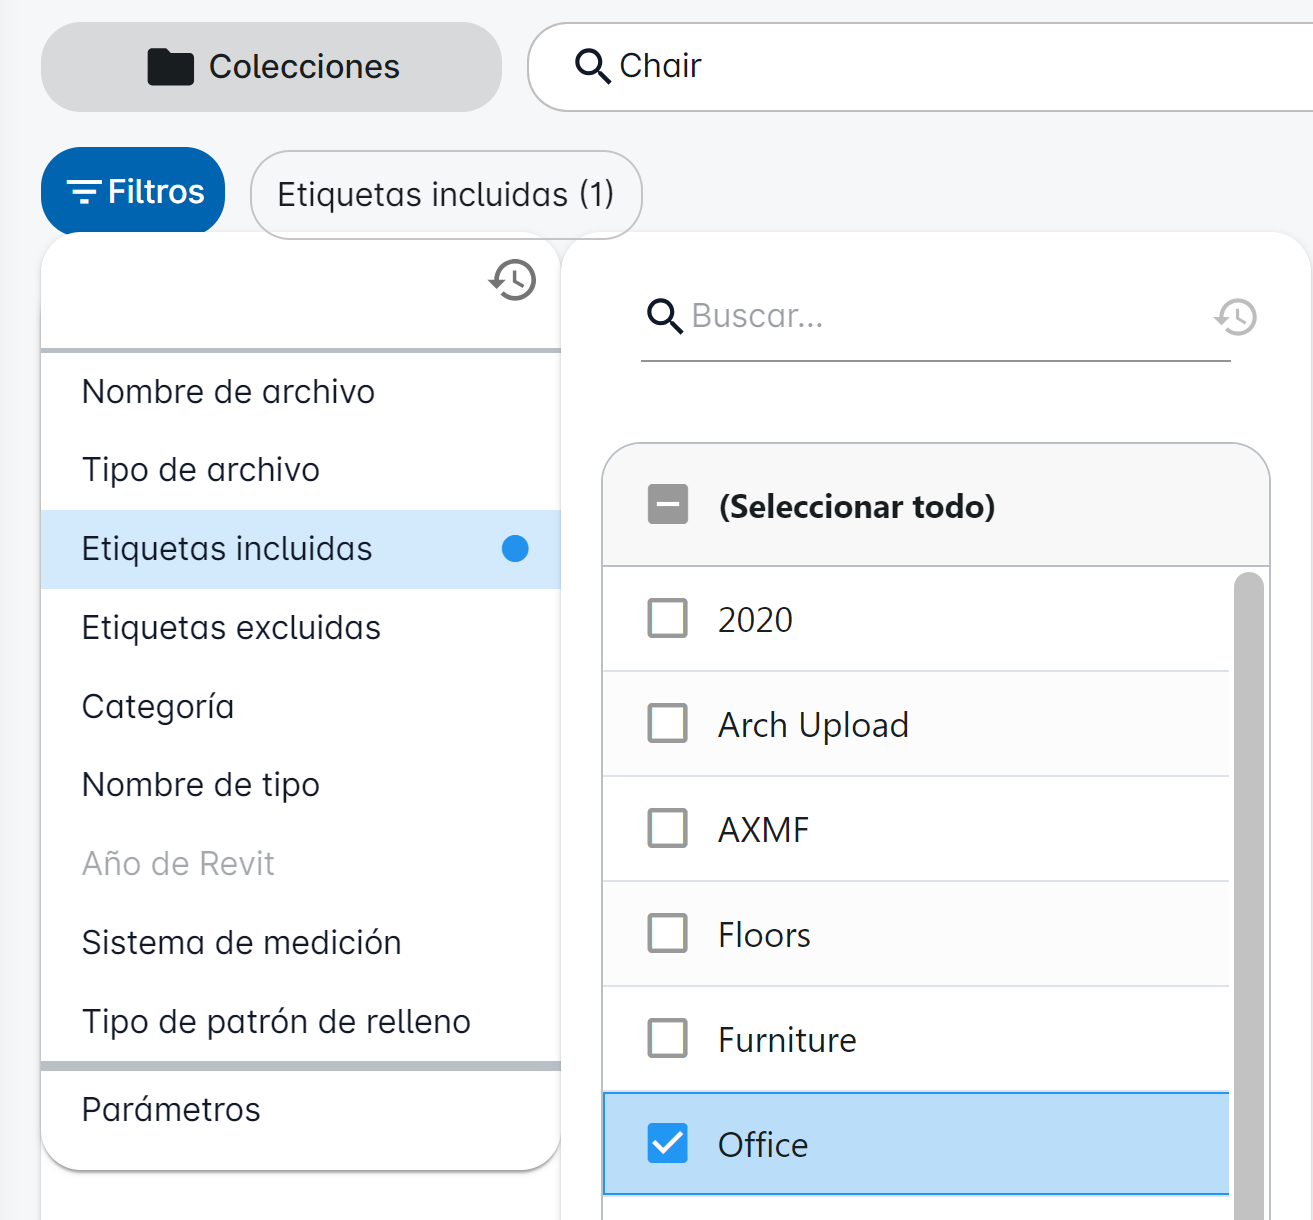 Colecciones
Chair
Filtros
Etiquetas incluidas (1)
Nombre de archivo
Tipo de archivo
Etiquetas incluidas
Etiquetas excluidas
Categoría
Nombre de tipo
Año de Revit
Sistema de medición
Tipo de patrón de relleno
Parámetros
Buscar...
(Seleccionar todo)
2020
Arch Upload
AXMF
Floors
Furniture
Office